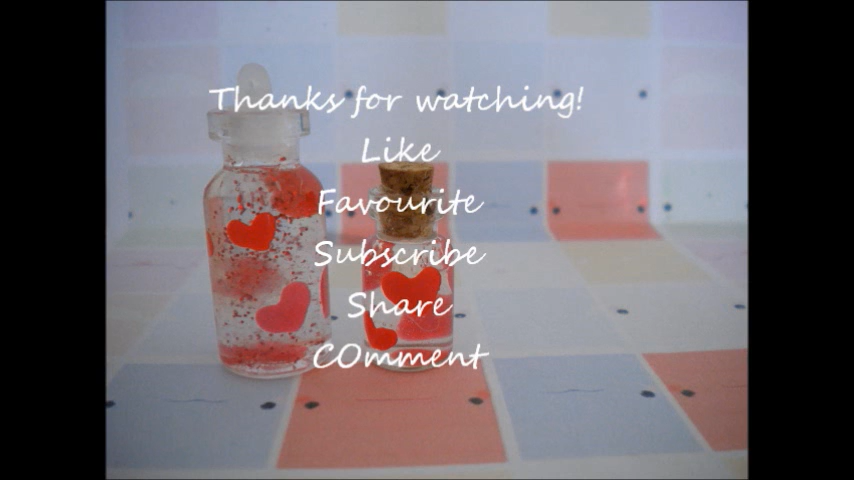 Thanks for watching!
Like
Favourite
Subscribe
Share
COmment